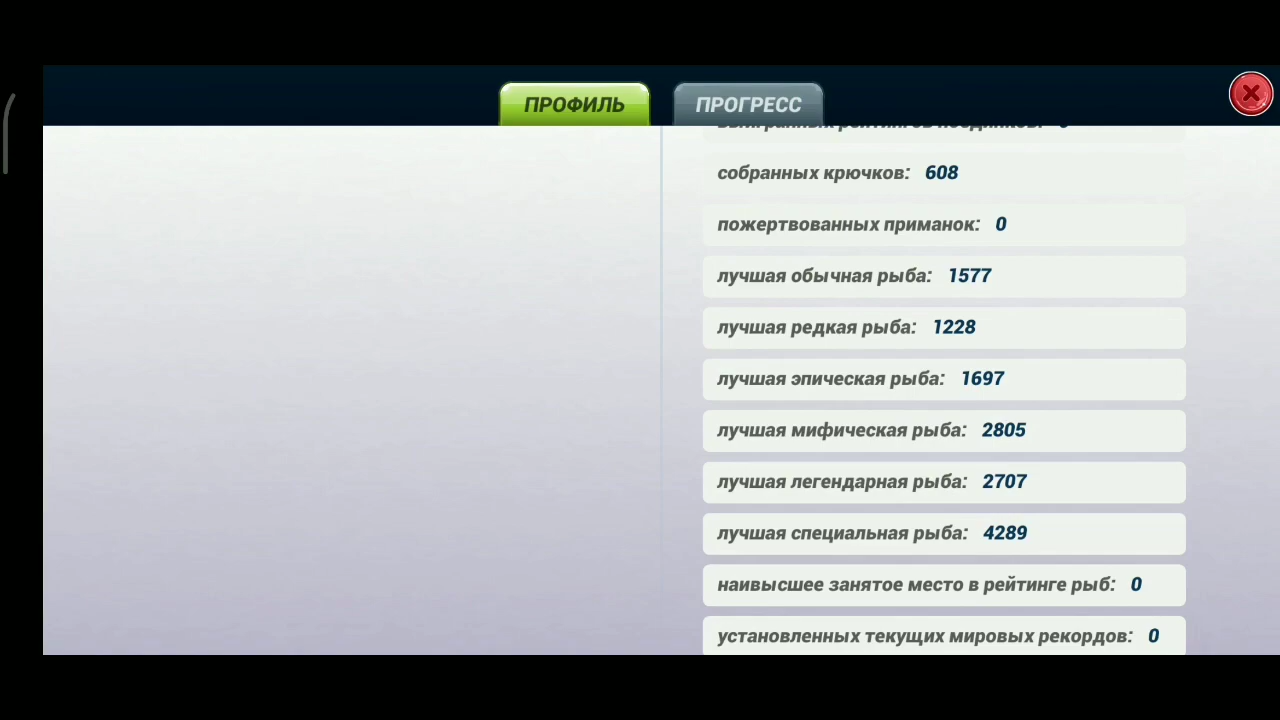 ПРОФИЛЬ
ПРОГРЕСС
собранных крючков: 608
пожертвованных приманок: 0
лучшая обычная рыба: 1577
лучшая редкая рыба: 1228
лучшая эпическая рыба: 1697
лучшая мифическая рыба: 2805
лучшая легендарная рыба: 2707
лучшая специальная рыба: 4289
наивысшее занятое место в рейтинге рыб: 0
установленных текущих мировых рекордов: 0